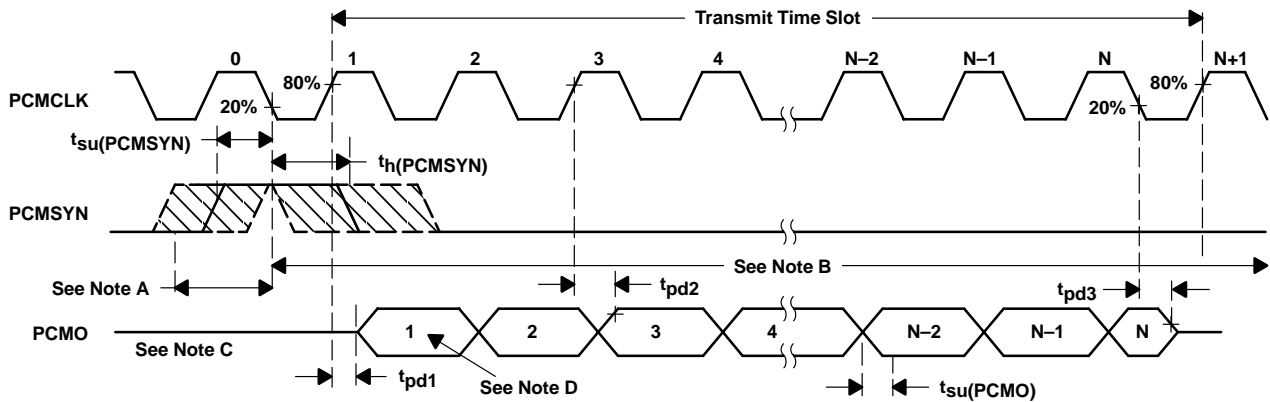 Transmit Time Slot
0 1 2 3 4 N–2 N–1 N N+1
PCMCLK
20% 80% 20% 80%
tsu(PCMSYN)
th(PCMSYN)
PCMSYN
See Note A
See Note B
tpd2
tpd3
PCMO
1 2 3 4 N–2 N–1 N
See Note C
tpd1
See Note D
tsu(PCMO)